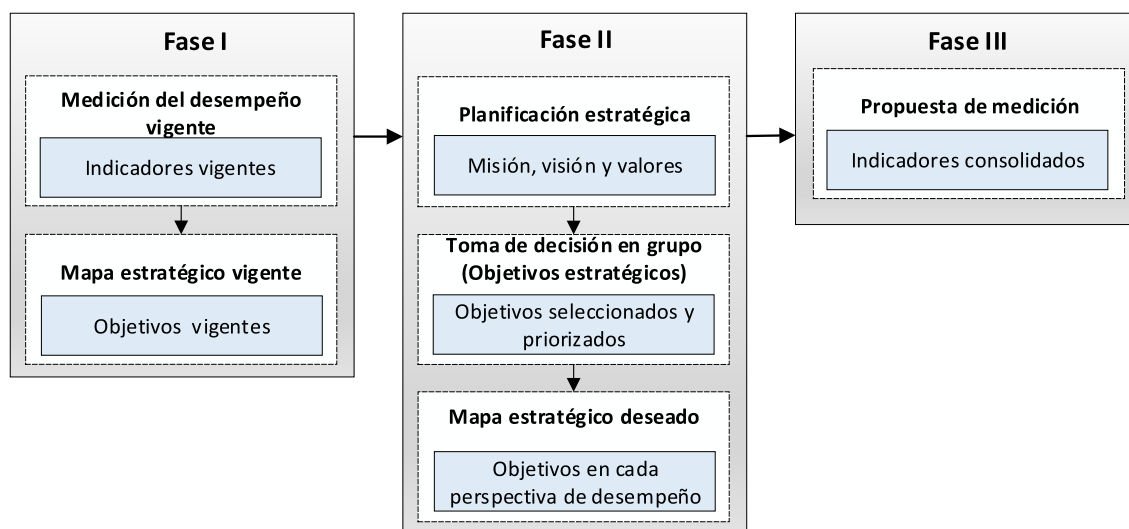 Fase I
Medición del desempeño
vigente
Indicadores vigentes
Mapa estratégico vigente
Objetivos vigentes
Fase II
Planificación estratégica
Misión, visión y valores
Toma de decisión en grupo
(Objetivos estratégicos)
Objetivos seleccionados y
priorizados
Mapa estratégico deseado
Objetivos en cada
perspectiva de desempeño
Fase III
Propuesta de medición
Indicadores consolidados